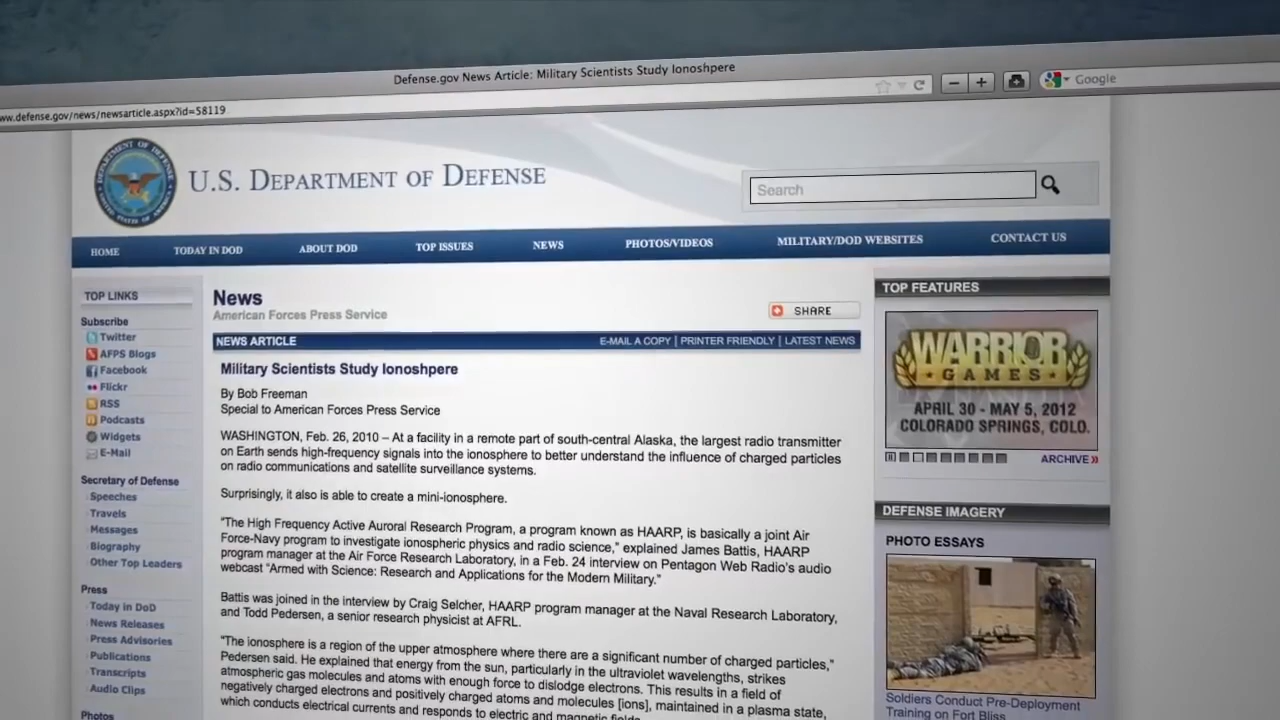 Defense.gov News Article: Military Scientists Study Ionoshpere
ww.defense.gov/news/newsarticle.aspx?id=58119
Google
DEPARTMENT OF DEFENSE
U.S. DEPARTMENT OF DEFENSE
Search
HOME TODAY IN DOD ABOUT DOD TOP ISSUES NEWS PHOTOS/VIDEOS MILITARY/DOD WEBSITES CONTACT US
TOP LINKS
Subscribe
Twitter
AFPS Blogs
Facebook
Flickr
RSS
Podcasts
Widgets
E-Mail
Secretary of Defense
Speeches
Travels
Messages
Biography
Other Top Leaders
Press
Today in DoD
News Releases
Press Advisories
Publications
Transcripts
Audio Clips
Photos
News
American Forces Press Service
SHARE
NEWS ARTICLE E-MAIL A COPY | PRINTER FRIENDLY | LATEST NEWS
Military Scientists Study Ionoshpere
By Bob Freeman
Special to American Forces Press Service
WASHINGTON, Feb. 26, 2010 – At a facility in a remote part of south-central Alaska, the largest radio transmitter
on Earth sends high-frequency signals into the ionosphere to better understand the influence of charged particles
on radio communications and satellite surveillance systems.
Surprisingly, it also is able to create a mini-ionosphere.
"The High Frequency Active Auroral Research Program, a program known as HAARP, is basically a joint Air
Force-Navy program to investigate ionospheric physics and radio science," explained James Battis, HAARP
program manager at the Air Force Research Laboratory, in a Feb. 24 interview on Pentagon Web Radio's audio
webcast "Armed with Science: Research and Applications for the Modern Military."
Battis was joined in the interview by Craig Selcher, HAARP program manager at the Naval Research Laboratory,
and Todd Pedersen, a senior research physicist at AFRL.
"The ionosphere is a region of the upper atmosphere where there are a significant number of charged particles,"
Pedersen said. He explained that energy from the sun, particularly in the ultraviolet wavelengths, strikes
atmospheric gas molecules and atoms with enough force to dislodge electrons. This results in a field of
negatively charged electrons and positively charged atoms and molecules [ions], maintained in a plasma state,
which conducts electrical currents and responds to electric and magnetic fields
TOP FEATURES
WARRIOR
GAMES
APRIL 30 - MAY 5, 2012
COLORADO SPRINGS, COLO.
ARCHIVE »
DEFENSE IMAGERY
PHOTO ESSAYS
Soldiers Conduct Pre-Deployment
Training on Fort Bliss